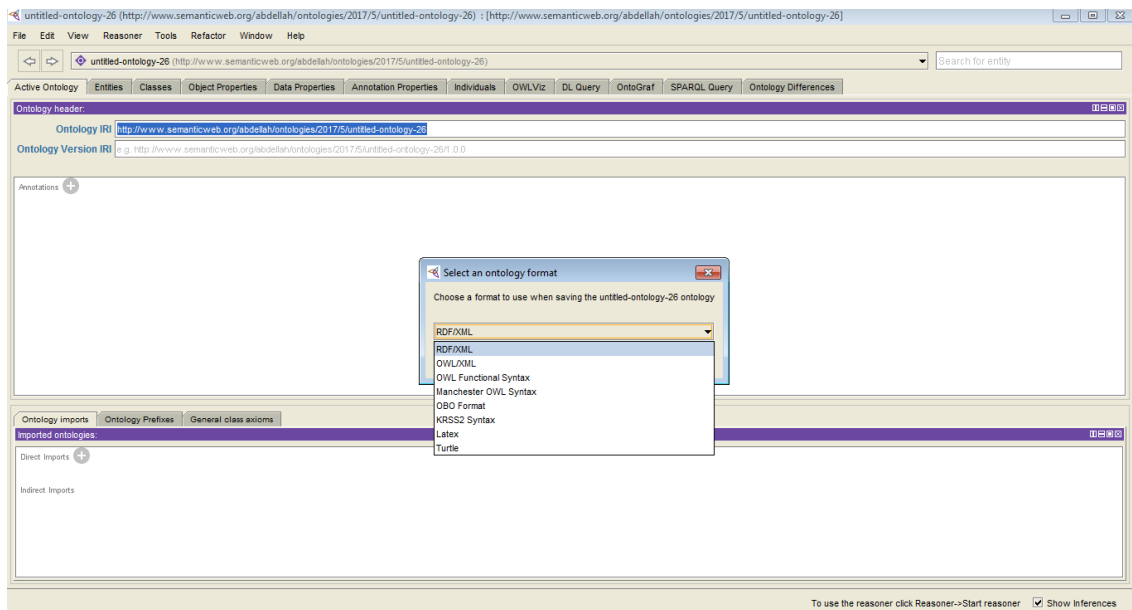 untitled-ontology-26 (http://www.semanticweb.org/abdellah/ontologies/2017/5/untitled-ontology-26) : [http://www.semanticweb.org/abdellah/ontologies/2017/5/untitled-ontology-26]
File Edit View Reasoner Tools Refactor Window Help
untitled-ontology-26 (http://www.semanticweb.org/abdellah/ontologies/2017/5/untitled-ontology-26) Search for entity
Active Ontology Entities Classes Object Properties Data Properties Annotation Properties Individuals OWLViz DL Query OntoGraf SPARQL Query Ontology Differences
Ontology header:
Ontology IRI http://www.semanticweb.org/abdellah/ontologies/2017/5/untitled-ontology-26
Ontology Version IRI e.g. http://www.semanticweb.org/abdellah/ontologies/2017/5/untitled-ontology-26/1.0.0
Annotations
Select an ontology format
Choose a format to use when saving the untitled-ontology-26 ontology
RDF/XML
RDF/XML
OWL/XML
OWL Functional Syntax
Manchester OWL Syntax
OBO Format
KRSS2 Syntax
Latex
Turtle
Ontology imports Ontology Prefixes General class axioms
Imported ontologies:
Direct Imports
Indirect Imports
To use the reasoner click Reasoner->Start reasoner Show Inferences